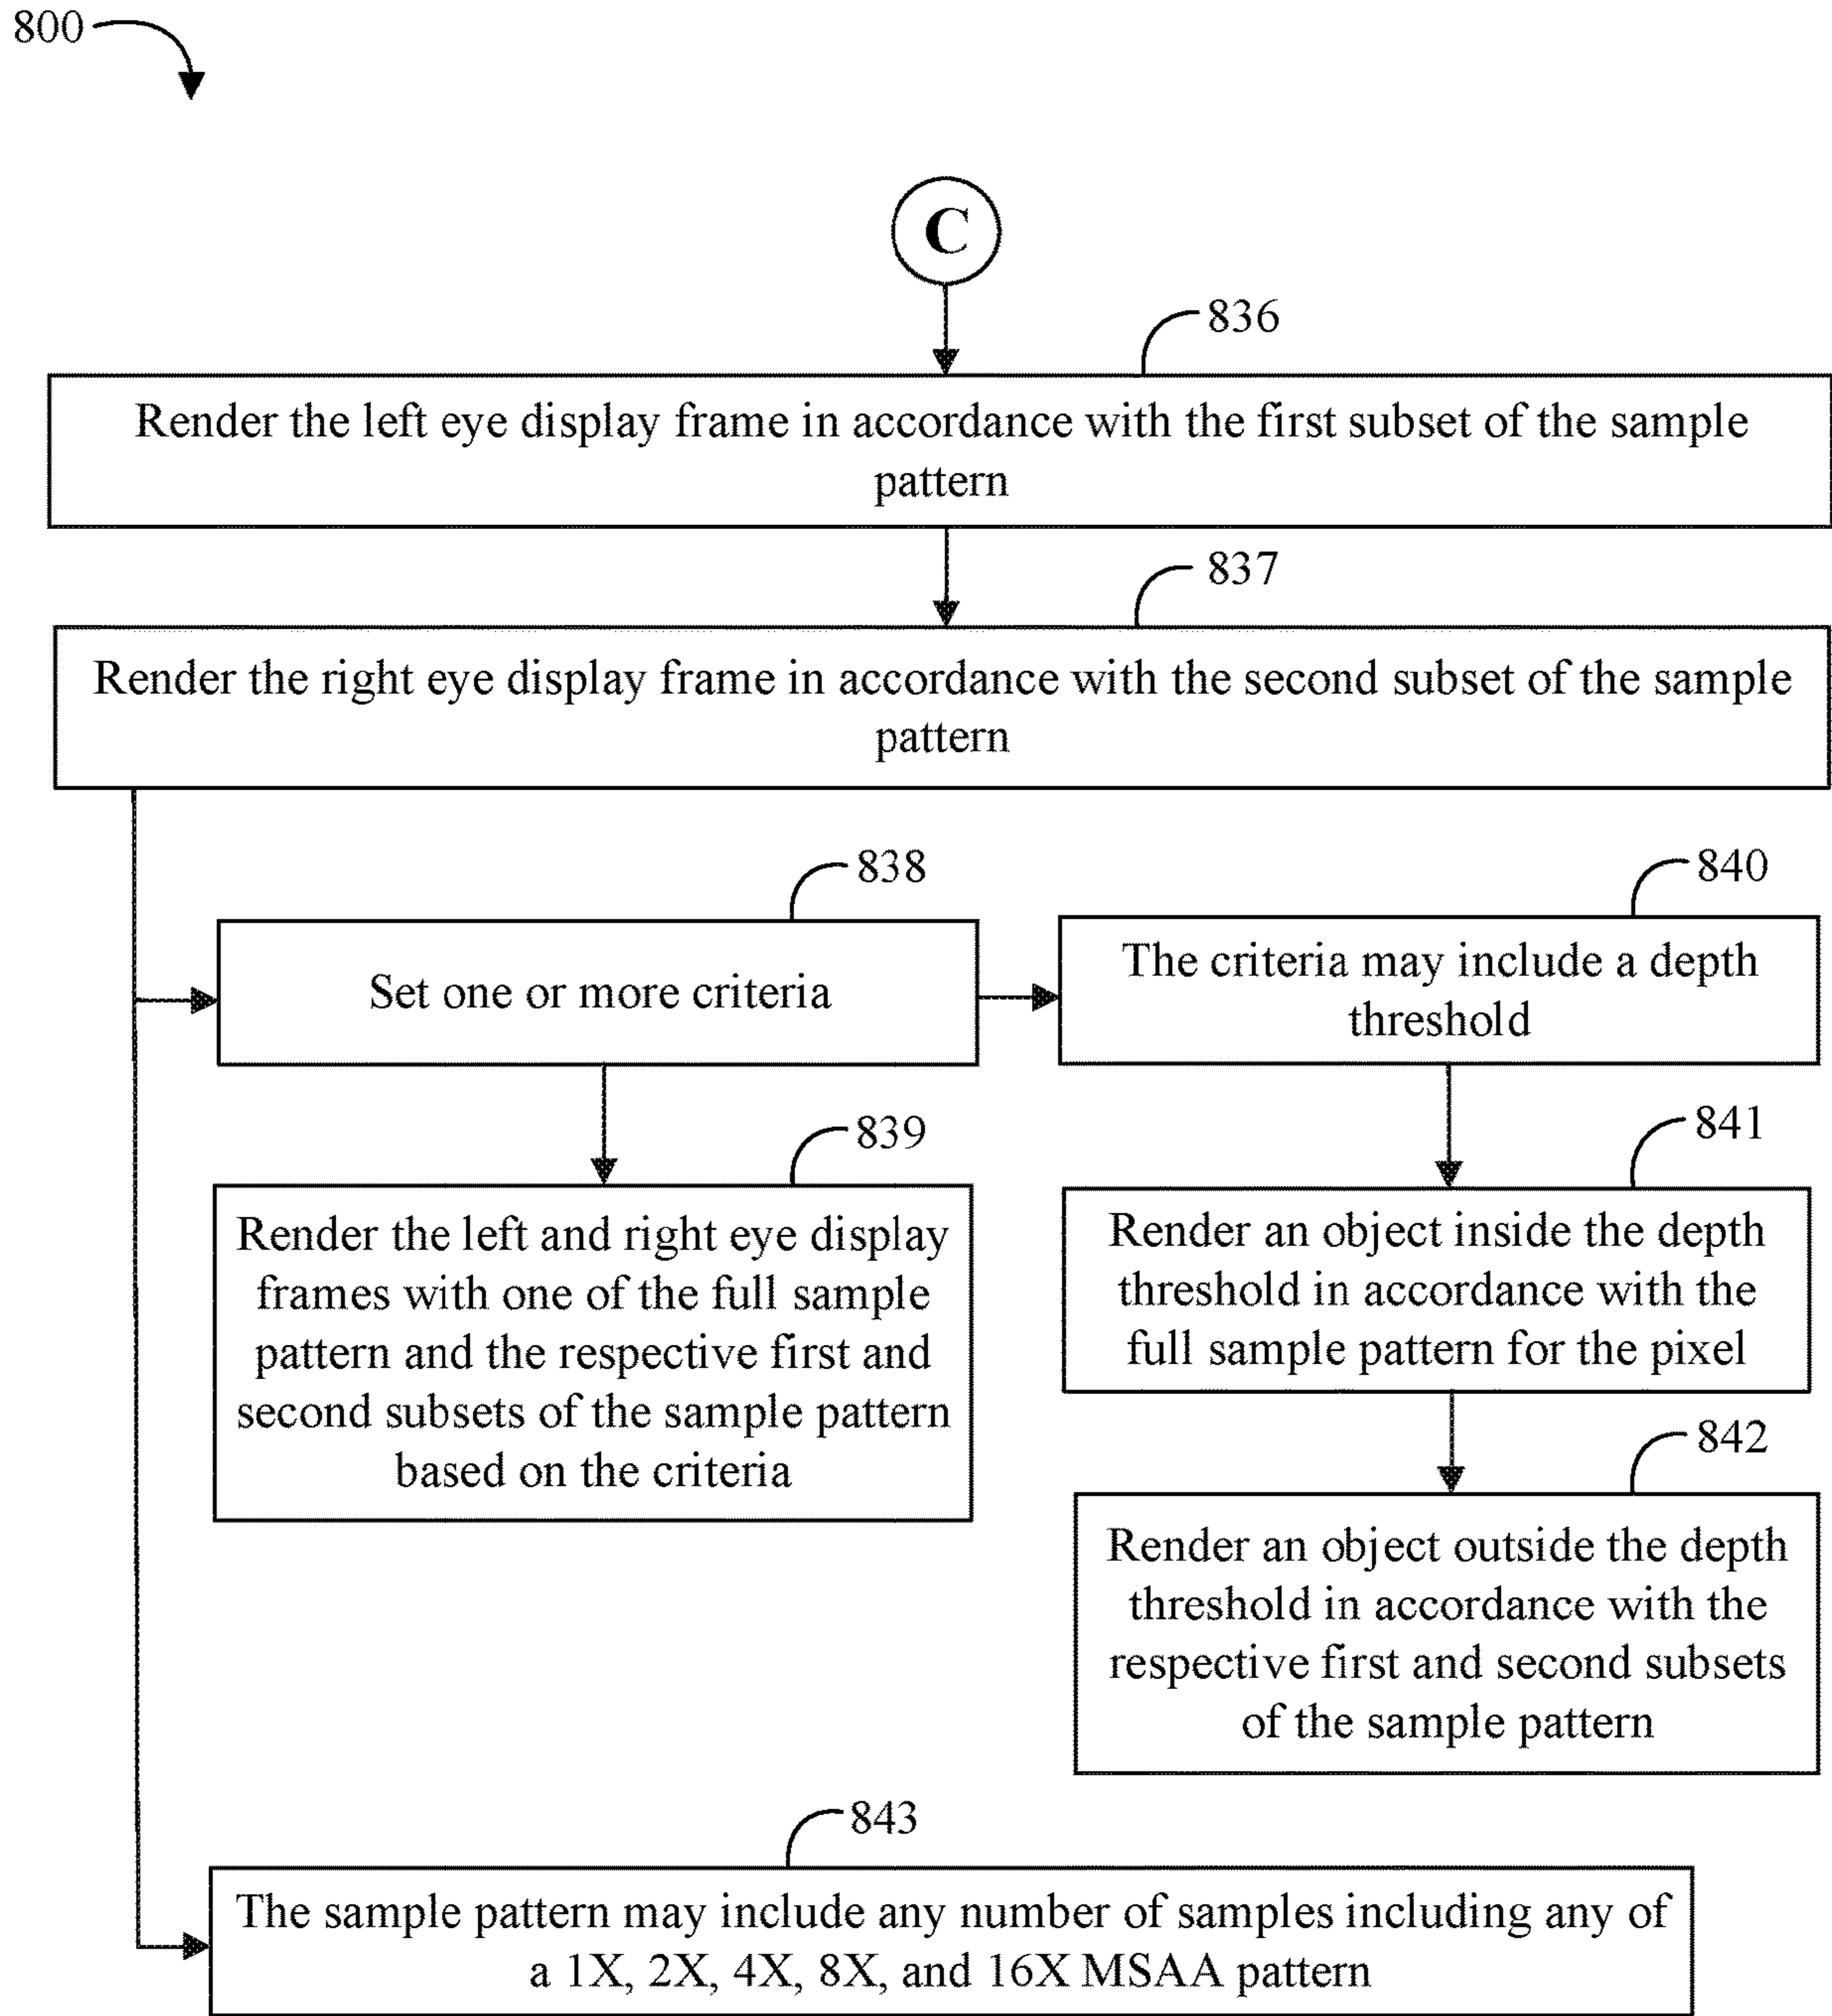 800
C
836
Render the left eye display frame in accordance with the first subset of the sample
pattern
837
Render the right eye display frame in accordance with the second subset of the sample
pattern
838
Set one or more criteria
840
The criteria may include a depth
threshold
839
Render the left and right eye display
frames with one of the full sample
pattern and the respective first and
second subsets of the sample pattern
based on the criteria
841
Render an object inside the depth
threshold in accordance with the
full sample pattern for the pixel
842
Render an object outside the depth
threshold in accordance with the
respective first and second subsets
of the sample pattern
843
The sample pattern may include any number of samples including any of
a 1X, 2X, 4X, 8X, and 16X MSAA pattern